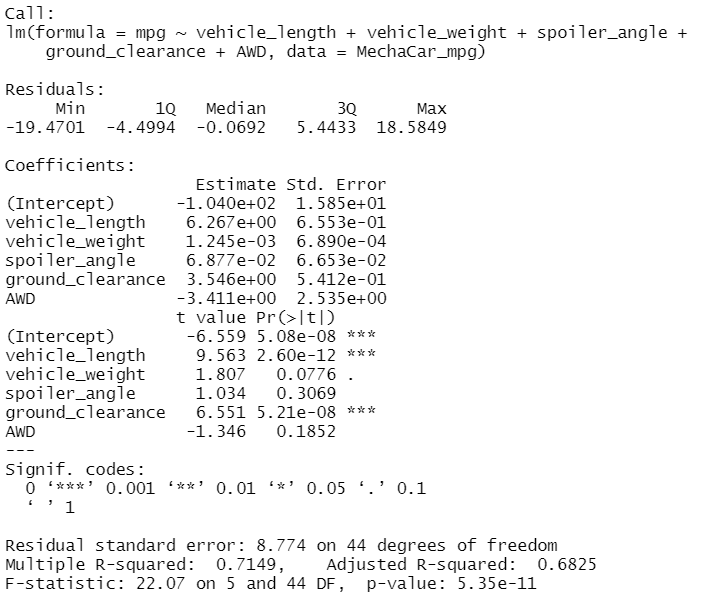 Call:
lm(formula = mpg ~ vehicle_length + vehicle_weight + spoiler_angle +
    ground_clearance + AWD, data = MechaCar_mpg)

Residuals:
     Min       1Q   Median       3Q      Max
-19.4701  -4.4994  -0.0692   5.4433  18.5849

Coefficients:
                   Estimate Std. Error
(Intercept)      -1.040e+02  1.585e+01
vehicle_length    6.267e+00  6.553e-01
vehicle_weight    1.245e-03  6.890e-04
spoiler_angle     6.877e-02  6.653e-02
ground_clearance  3.546e+00  5.412e-01
AWD              -3.411e+00  2.535e+00
                 t value Pr(>|t|)
(Intercept)       -6.559 5.08e-08 ***
vehicle_length     9.563 2.60e-12 ***
vehicle_weight     1.807   0.0776 .
spoiler_angle      1.034   0.3069
ground_clearance   6.551 5.21e-08 ***
AWD               -1.346   0.1852
---
Signif. codes:
  0 ‘***’ 0.001 ‘**’ 0.01 ‘*’ 0.05 ‘.’ 0.1
  ‘ ’ 1

Residual standard error: 8.774 on 44 degrees of freedom
Multiple R-squared:  0.7149,    Adjusted R-squared:  0.6825
F-statistic: 22.07 on 5 and 44 DF,  p-value: 5.35e-11